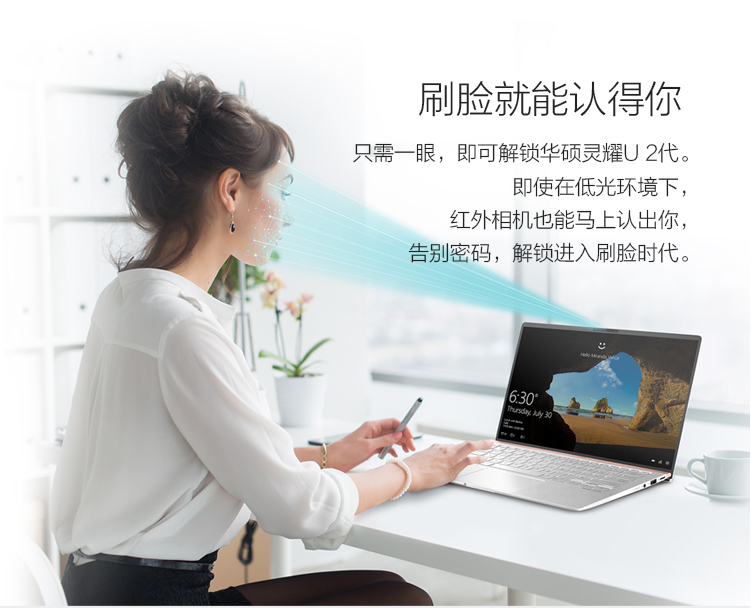 刷脸就能认得你
只需一眼，即可解锁华硕灵耀U 2代。
即使在低光环境下，
红外相机也能马上认出你，
告别密码，解锁进入刷脸时代。
6:30
Thursday, July 30